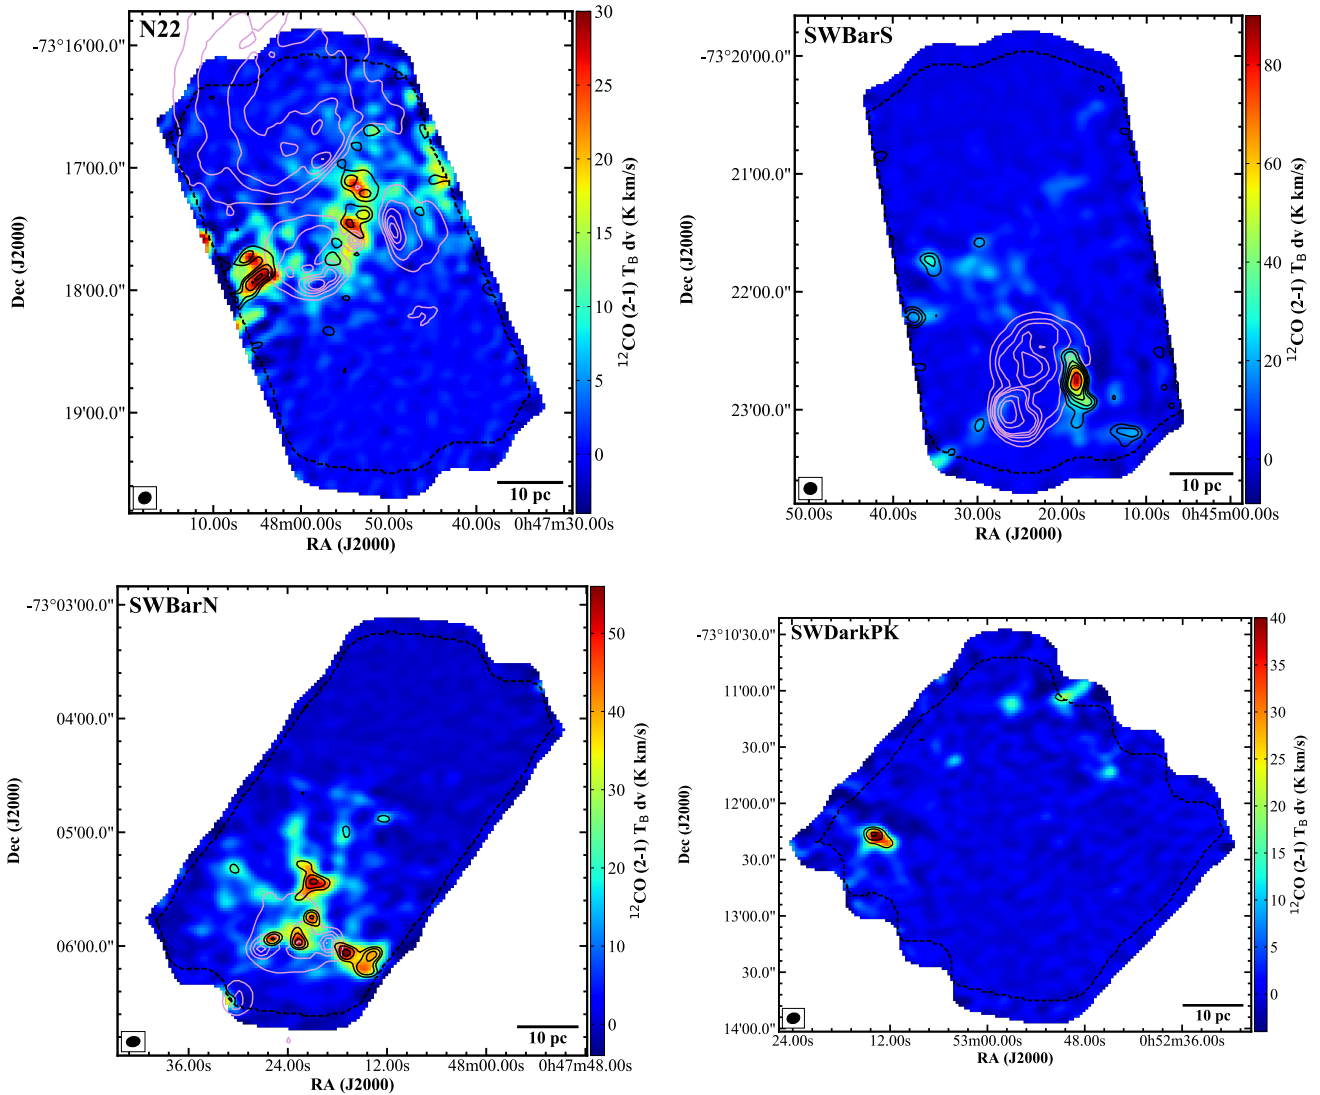 N22
-73°16'00.0"
17'00.0"
18'00.0"
19'00.0"
Dec (J2000)
10.00s 48m00.00s 50.00s 40.00s 0h47m30.00s
RA (J2000)
10 pc
30
25
20
15
10
5
0
¹²CO (2-1) T_B dv (K km/s)
SWBarS
-73°20'00.0"
21'00.0"
22'00.0"
23'00.0"
Dec (J2000)
50.00s 40.00s 30.00s 20.00s 10.00s 0h45m00.00s
RA (J2000)
10 pc
80
60
40
20
0
¹²CO (2-1) T_B dv (K km/s)
SWBarN
-73°03'00.0"
04'00.0"
05'00.0"
06'00.0"
Dec (J2000)
36.00s 24.00s 12.00s 48m00.00s 0h47m48.00s
RA (J2000)
10 pc
50
40
30
20
10
0
¹²CO (2-1) T_B dv (K km/s)
SWDarkPK
-73°10'30.0"
11'00.0"
30.0"
12'00.0"
30.0"
13'00.0"
30.0"
14'00.0"
Dec (J2000)
24.00s 12.00s 53m00.00s 48.00s 0h52m36.00s
RA (J2000)
10 pc
40
35
30
25
20
15
10
5
0
¹²CO (2-1) T_B dv (K km/s)